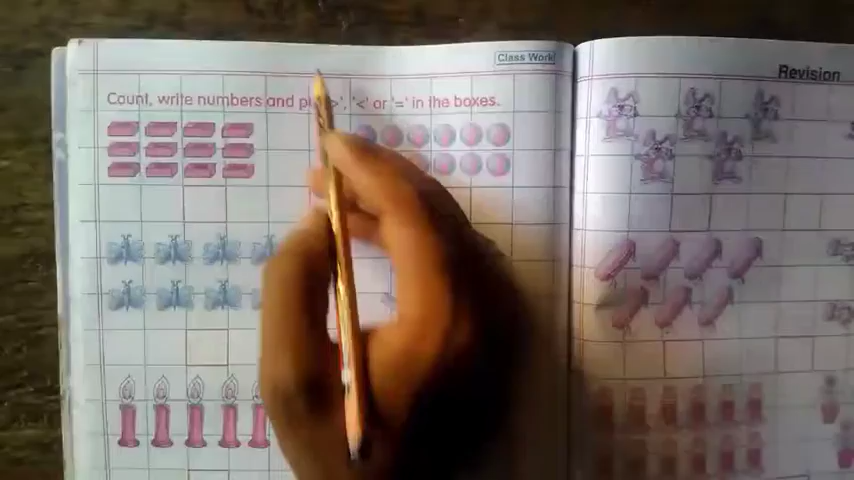 Class Work
Revision
Count, write numbers and >', '<' or '=' in the boxes.